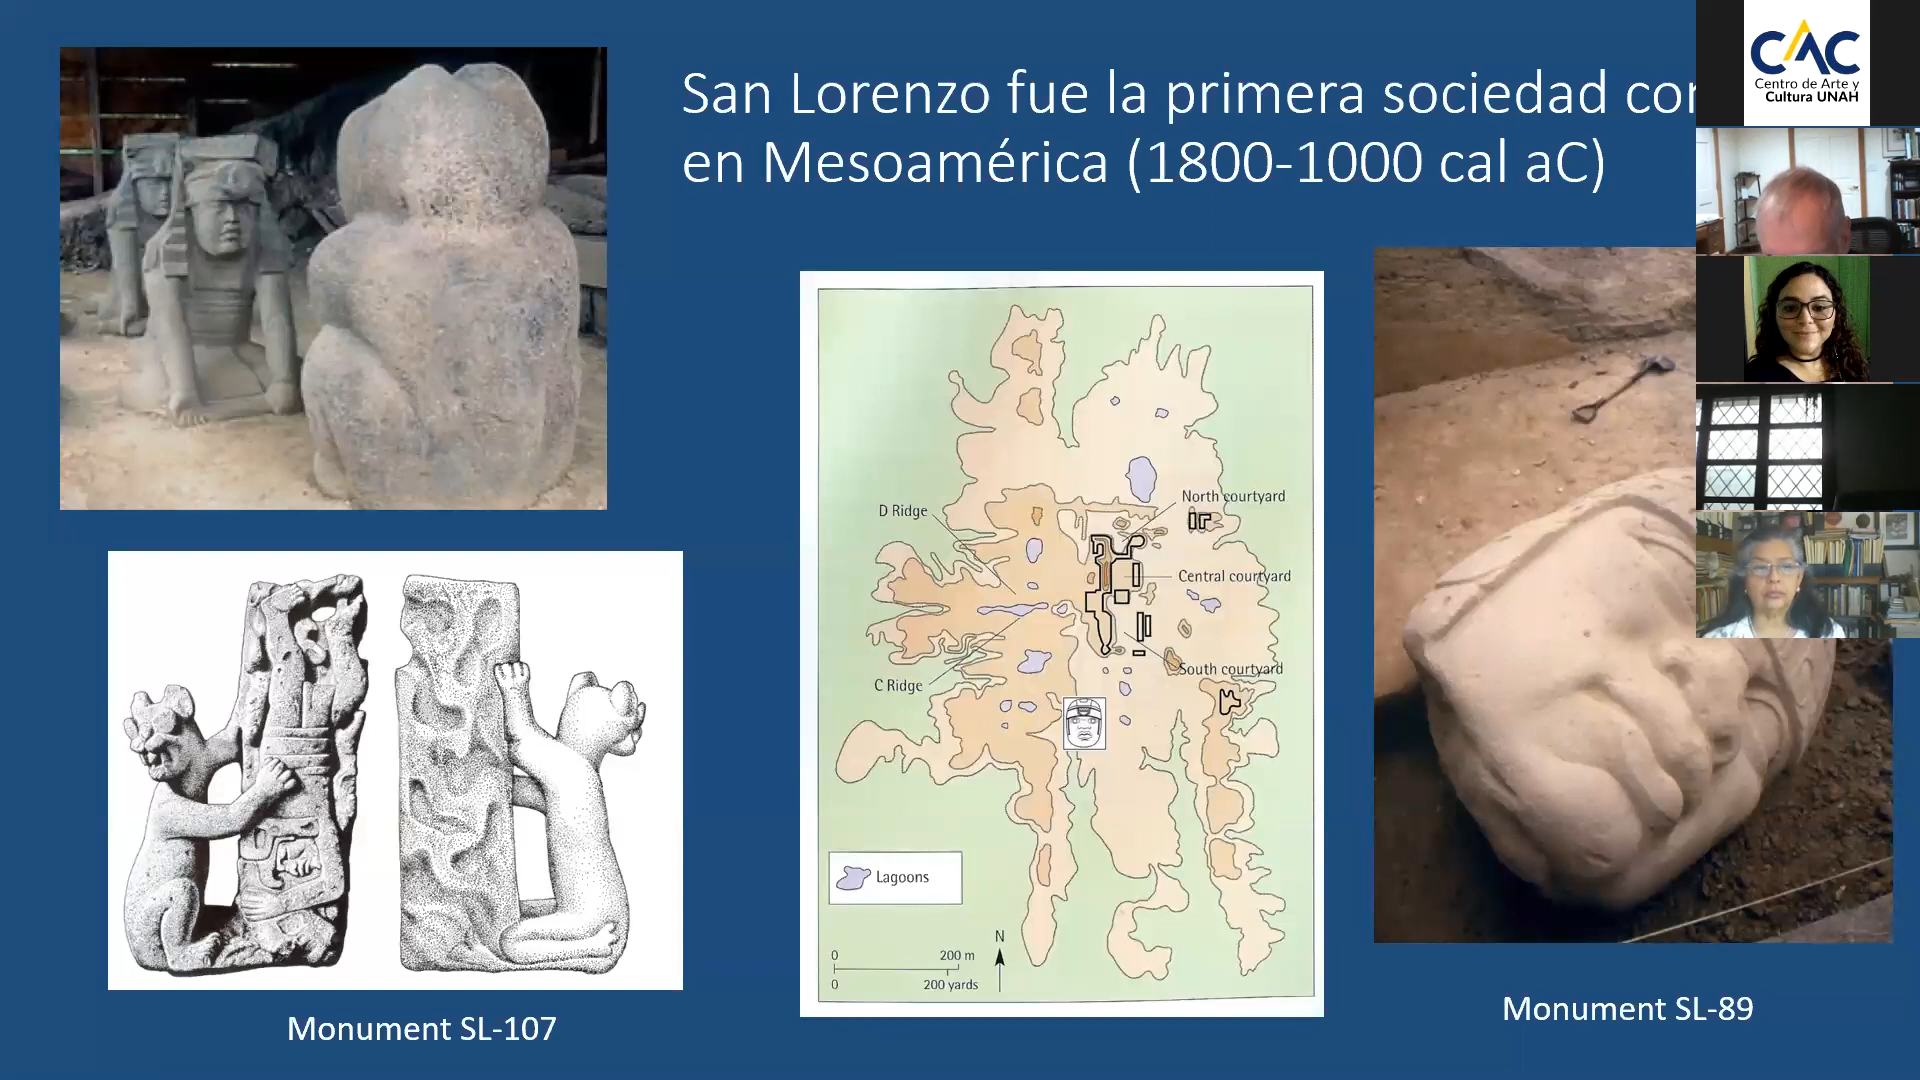 San Lorenzo fue la primera sociedad
en Mesoamérica (1800-1000 cal aC)
CAC
Centro de Arte y
Cultura UNAH
D Ridge
North courtyard
Central courtyard
South courtyard
C Ridge
Lagoons
N
0 200 m
0 200 yards
Monument SL-107
Monument SL-89